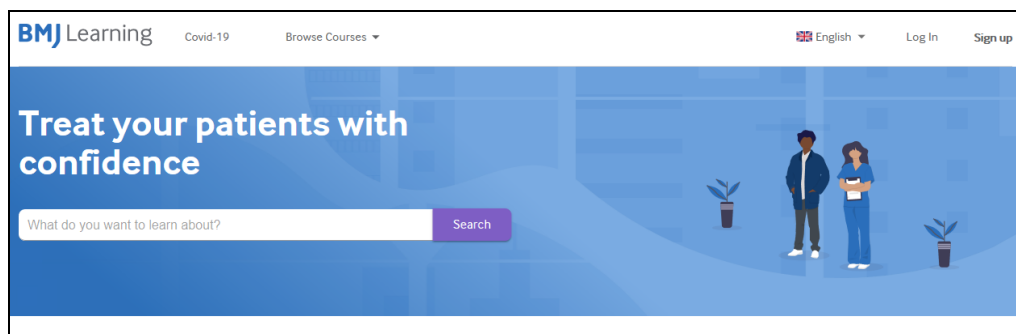 BMJ Learning Covid-19 Browse Courses English Log In Sign up
Treat your patients with
confidence
What do you want to learn about? Search